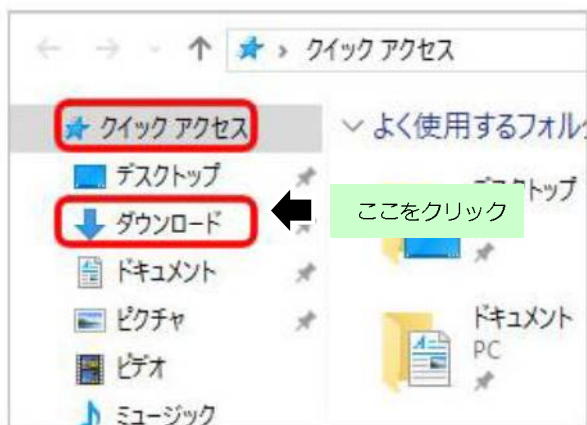 クイック アクセス
クイック アクセス
よく使用するフォル
デスクトップ
ダウンロード
ここをクリック
ドキュメント
ピクチャ
ビデオ
ミュージック
トップ
ドキュメント
PC